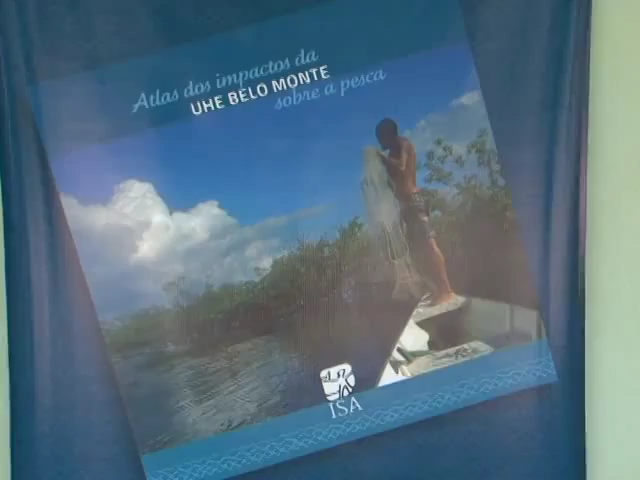 Atlas dos impactos da
UHE BELO MONTE
sobre a pesca
ISA